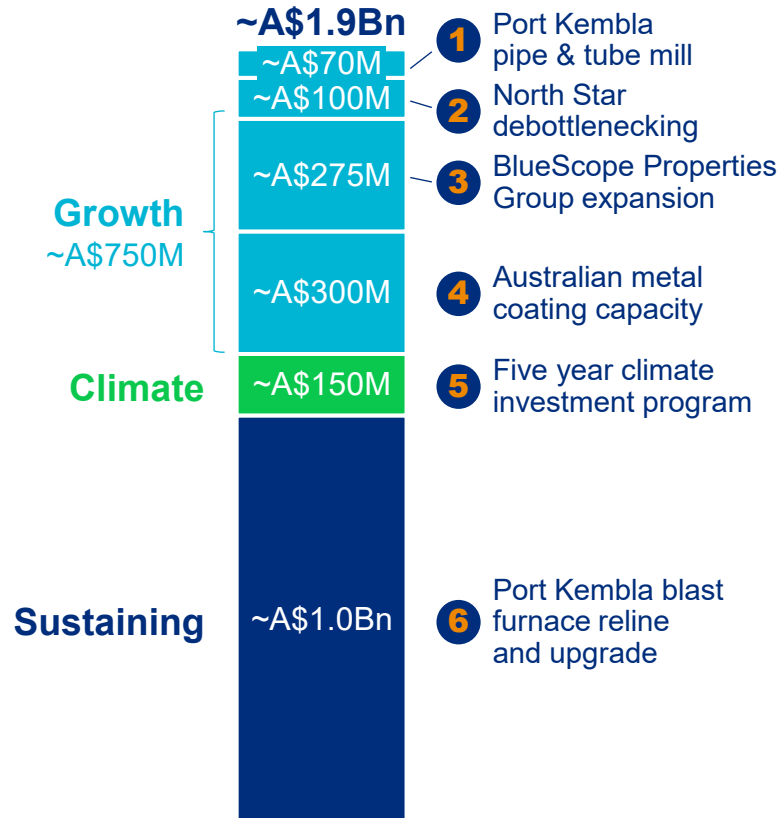 ~A$1.9Bn
~A$70M
1
Port Kembla
pipe & tube mill
~A$100M
2
North Star
debottlenecking
~A$275M
3
BlueScope Properties
Group expansion
Growth
~A$750M
~A$300M
4
Australian metal
coating capacity
Climate
~A$150M
5
Five year climate
investment program
Sustaining
~A$1.0Bn
6
Port Kembla blast
furnace reline
and upgrade